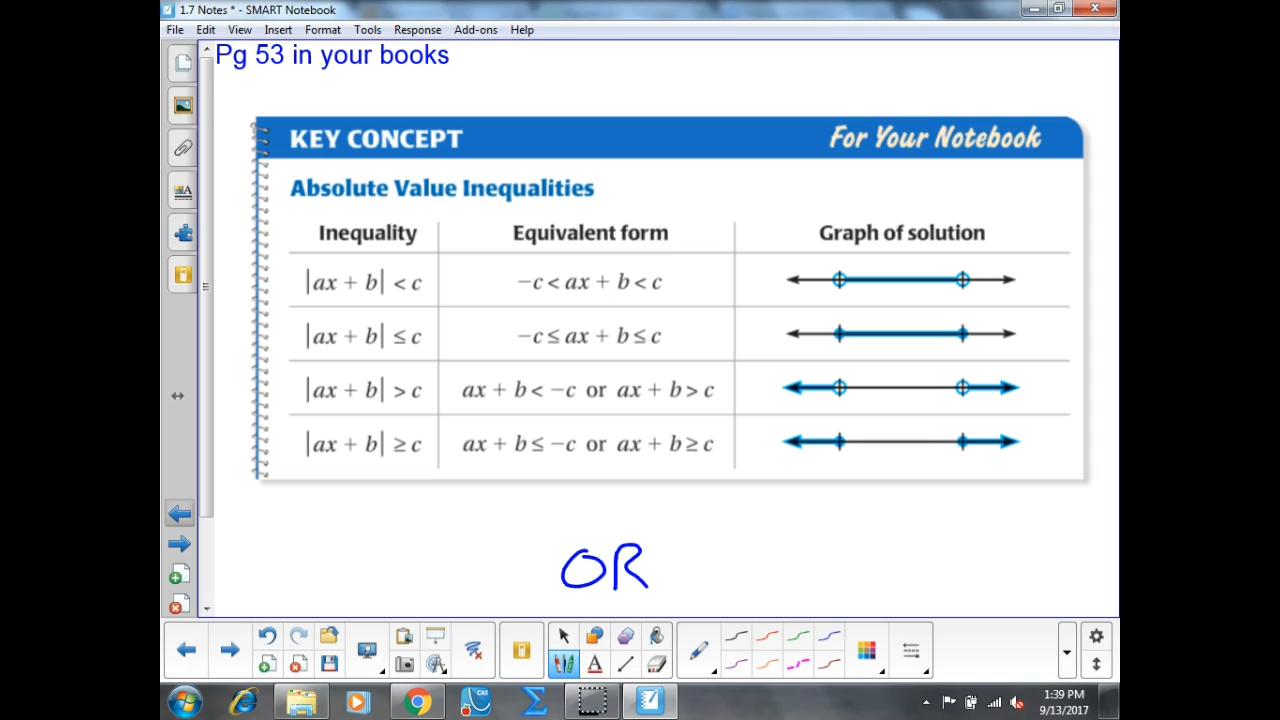 1.7 Notes * - SMART Notebook
File Edit View Insert Format Tools Response Add-ons Help
Pg 53 in your books
KEY CONCEPT For Your Notebook
Absolute Value Inequalities
Inequality Equivalent form Graph of solution
|ax + b| < c −c < ax + b < c
|ax + b| ≤ c −c ≤ ax + b ≤ c
|ax + b| > c ax + b < −c or ax + b > c
|ax + b| ≥ c ax + b ≤ −c or ax + b ≥ c
OR
CAS
1:39 PM
9/13/2017